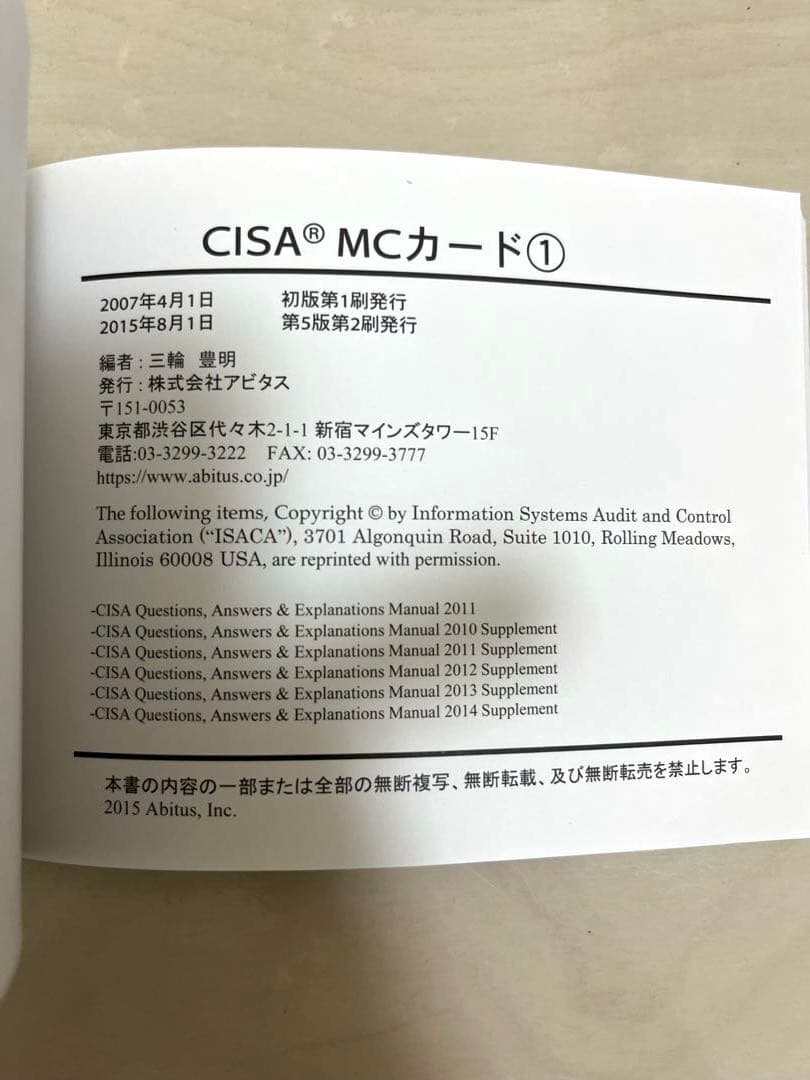 CISA® MCカード①
2007年4月1日 初版第1刷発行
2015年8月1日 第5版第2刷発行
編者 : 三輪 豊明
発行 : 株式会社アビタス
〒151-0053
東京都渋谷区代々木2-1-1 新宿マインズタワー15F
電話:03-3299-3222 FAX: 03-3299-3777
https://www.abitus.co.jp/
The following items, Copyright © by Information Systems Audit and Control
Association (“ISACA”), 3701 Algonquin Road, Suite 1010, Rolling Meadows,
Illinois 60008 USA, are reprinted with permission.
-CISA Questions, Answers & Explanations Manual 2011
-CISA Questions, Answers & Explanations Manual 2010 Supplement
-CISA Questions, Answers & Explanations Manual 2011 Supplement
-CISA Questions, Answers & Explanations Manual 2012 Supplement
-CISA Questions, Answers & Explanations Manual 2013 Supplement
-CISA Questions, Answers & Explanations Manual 2014 Supplement
本書の内容の一部または全部の無断複写、無断転載、及び無断転売を禁止します。
2015 Abitus, Inc.